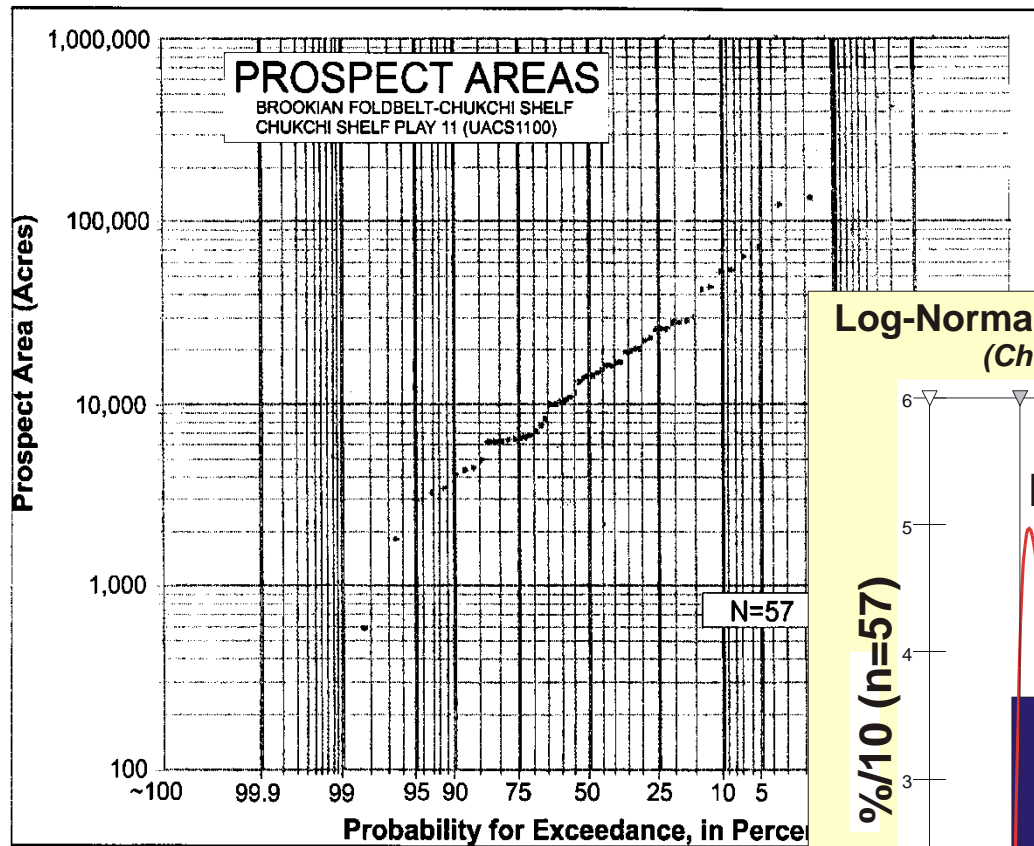 1,000,000
PROSPECT AREAS
BROOKIAN FOLDBELT-CHUKCHI SHELF
CHUKCHI SHELF PLAY 11 (UACS1100)
100,000
Prospect Area (Acres)
10,000
1,000
100
N=57
~100 99.9 99 95 90 75 50 25 10 5
Probability for Exceedance, in Percen
Log-Norma
(Ch
6
5
4
3
%/10 (n=57)